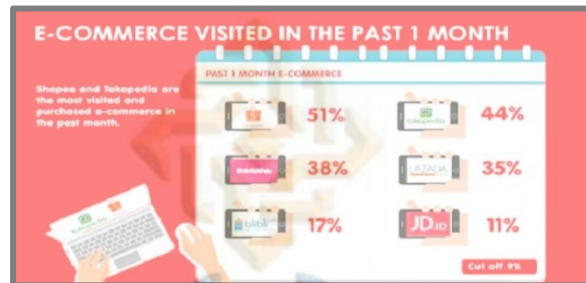 E-COMMERCE VISITED IN THE PAST 1 MONTH
Shopee and Tokopedia are
the most visited and
purchased e-commerce in
the past month.
PAST 1 MONTH E-COMMERCE
51%
tokopedia
44%
38%
LAZADA
35%
blibli
17%
JD.ID
11%
Cut off 9%
tokopedia